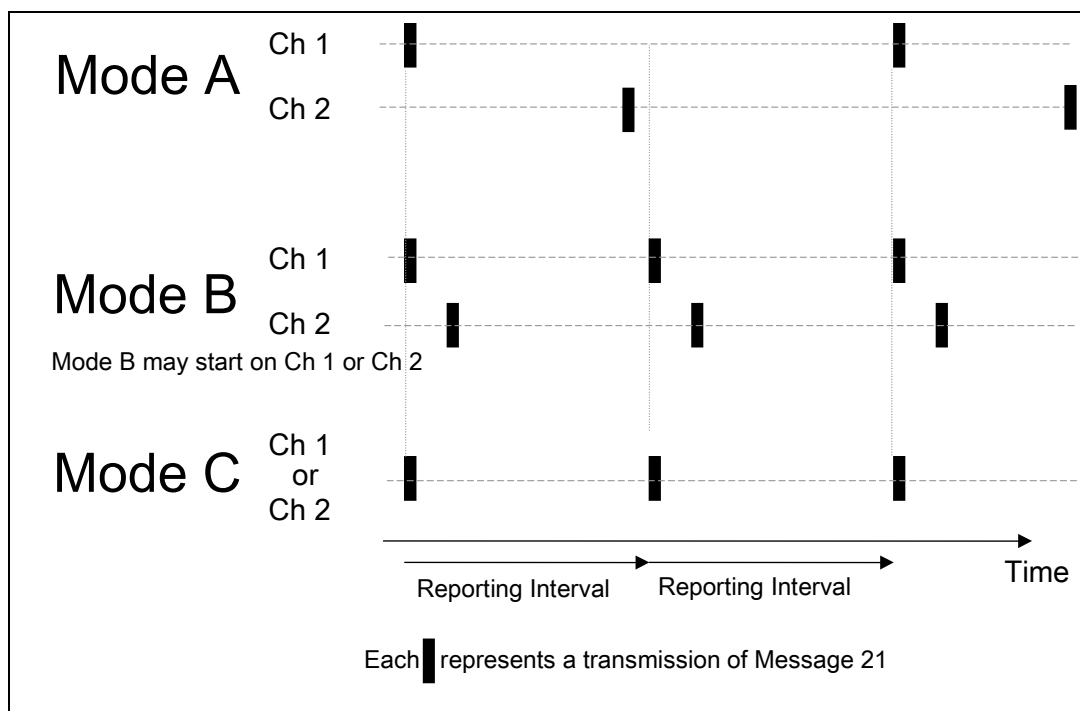 Mode A
Ch 1
Ch 2
Mode B
Ch 1
Ch 2
Mode B may start on Ch 1 or Ch 2
Mode C
Ch 1
or
Ch 2
Time
Reporting Interval
Reporting Interval
Each represents a transmission of Message 21